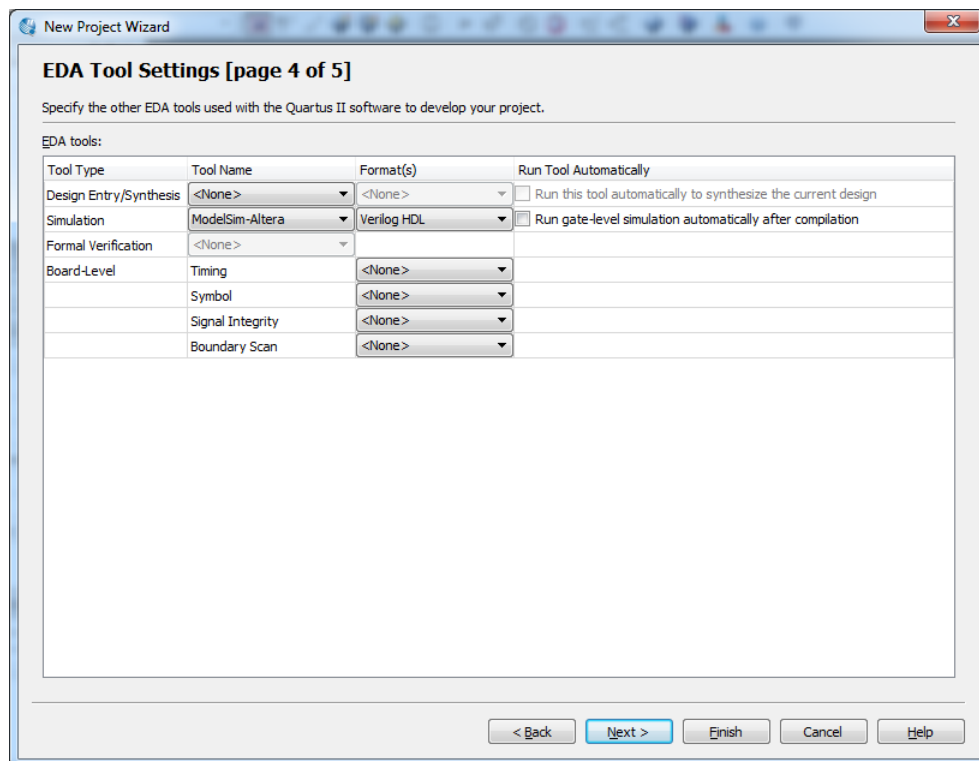 New Project Wizard
EDA Tool Settings [page 4 of 5]
Specify the other EDA tools used with the Quartus II software to develop your project.
EDA tools:
Tool Type Tool Name Format(s) Run Tool Automatically
Design Entry/Synthesis <None> <None> Run this tool automatically to synthesize the current design
Simulation ModelSim-Altera Verilog HDL Run gate-level simulation automatically after compilation
Formal Verification <None>
Board-Level Timing <None>
Symbol <None>
Signal Integrity <None>
Boundary Scan <None>
< Back Next > Finish Cancel Help